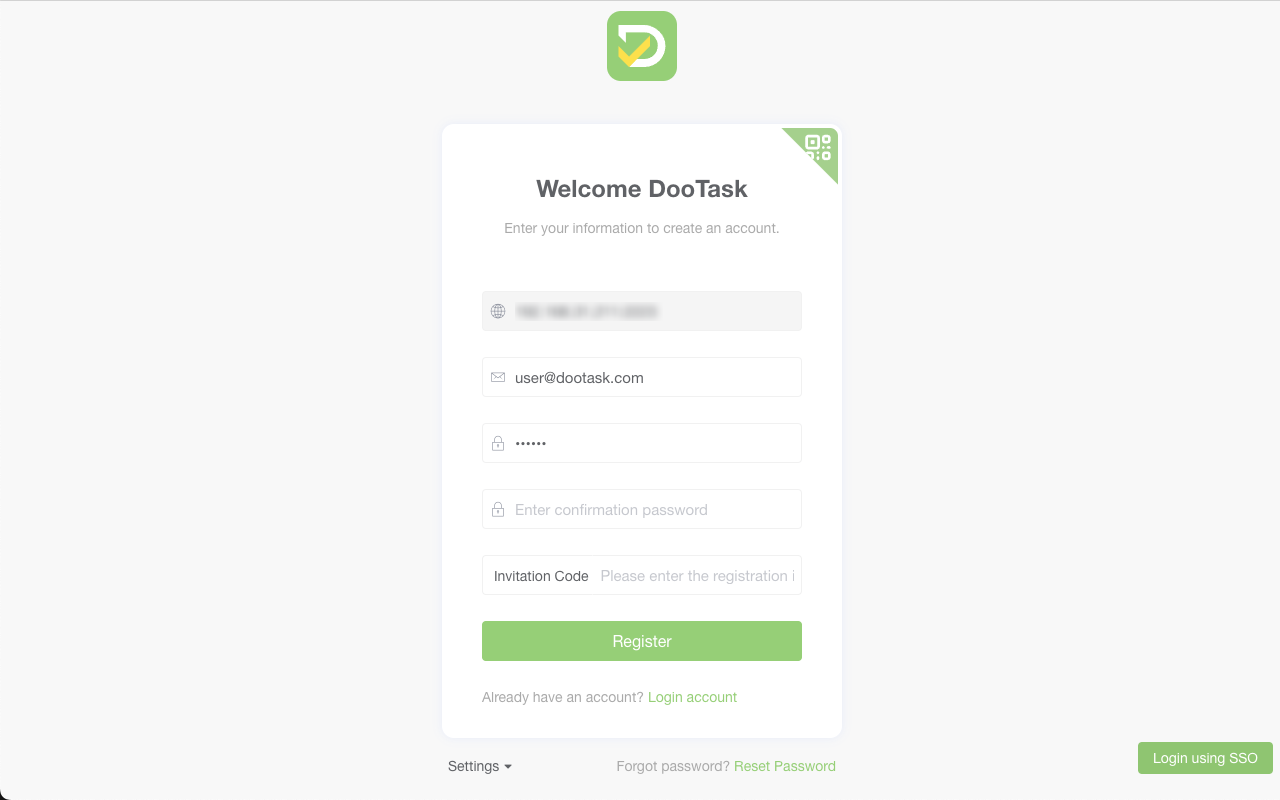 Welcome DooTask
Enter your information to create an account.
user@dootask.com
••••••
Enter confirmation password
Invitation Code Please enter the registration i
Register
Already have an account? Login account
Settings
Forgot password? Reset Password
Login using SSO